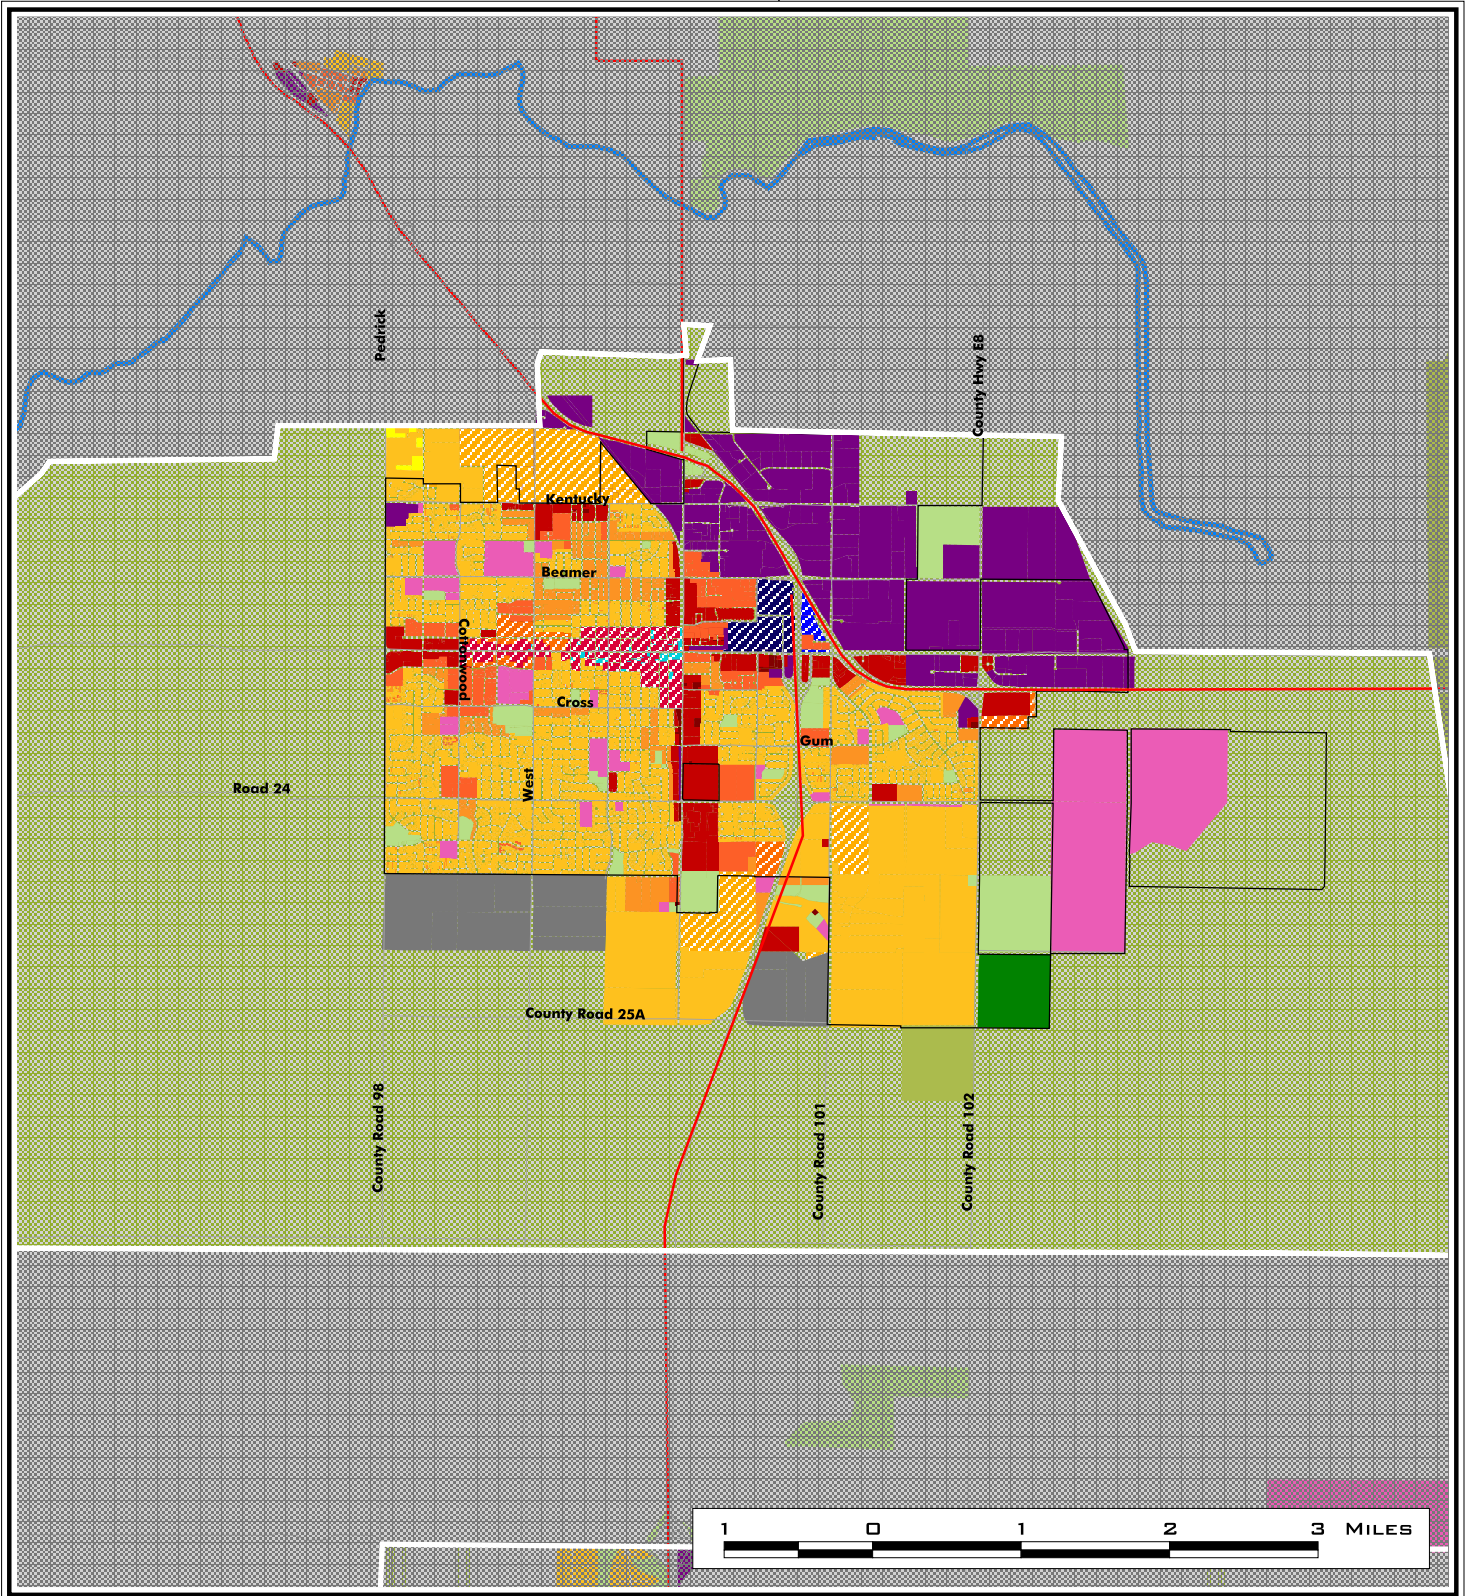 Pedrick
County Hwy E8
Kentucky
Beamer
Cottonwood
Cross
Gum
West
Road 24
County Road 25A
County Road 98
County Road 101
County Road 102
1 0 1 2 3 Miles